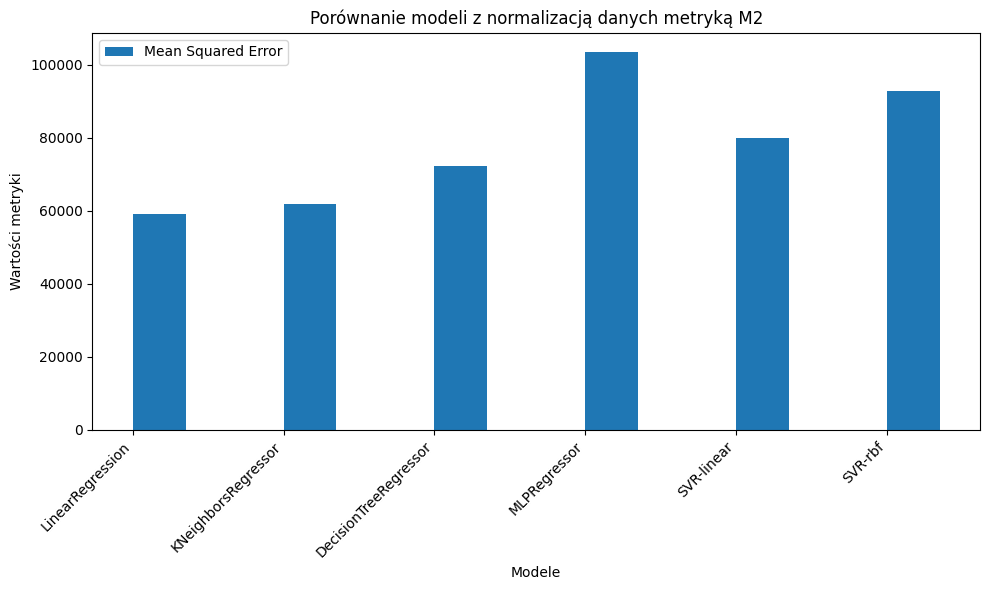 Porównanie modeli z normalizacją danych metryką M2
Mean Squared Error
Wartości metryki
100000
80000
60000
40000
20000
0
LinearRegression
KNeighborsRegressor
DecisionTreeRegressor
MLPRegressor
SVR-linear
SVR-rbf
Modele